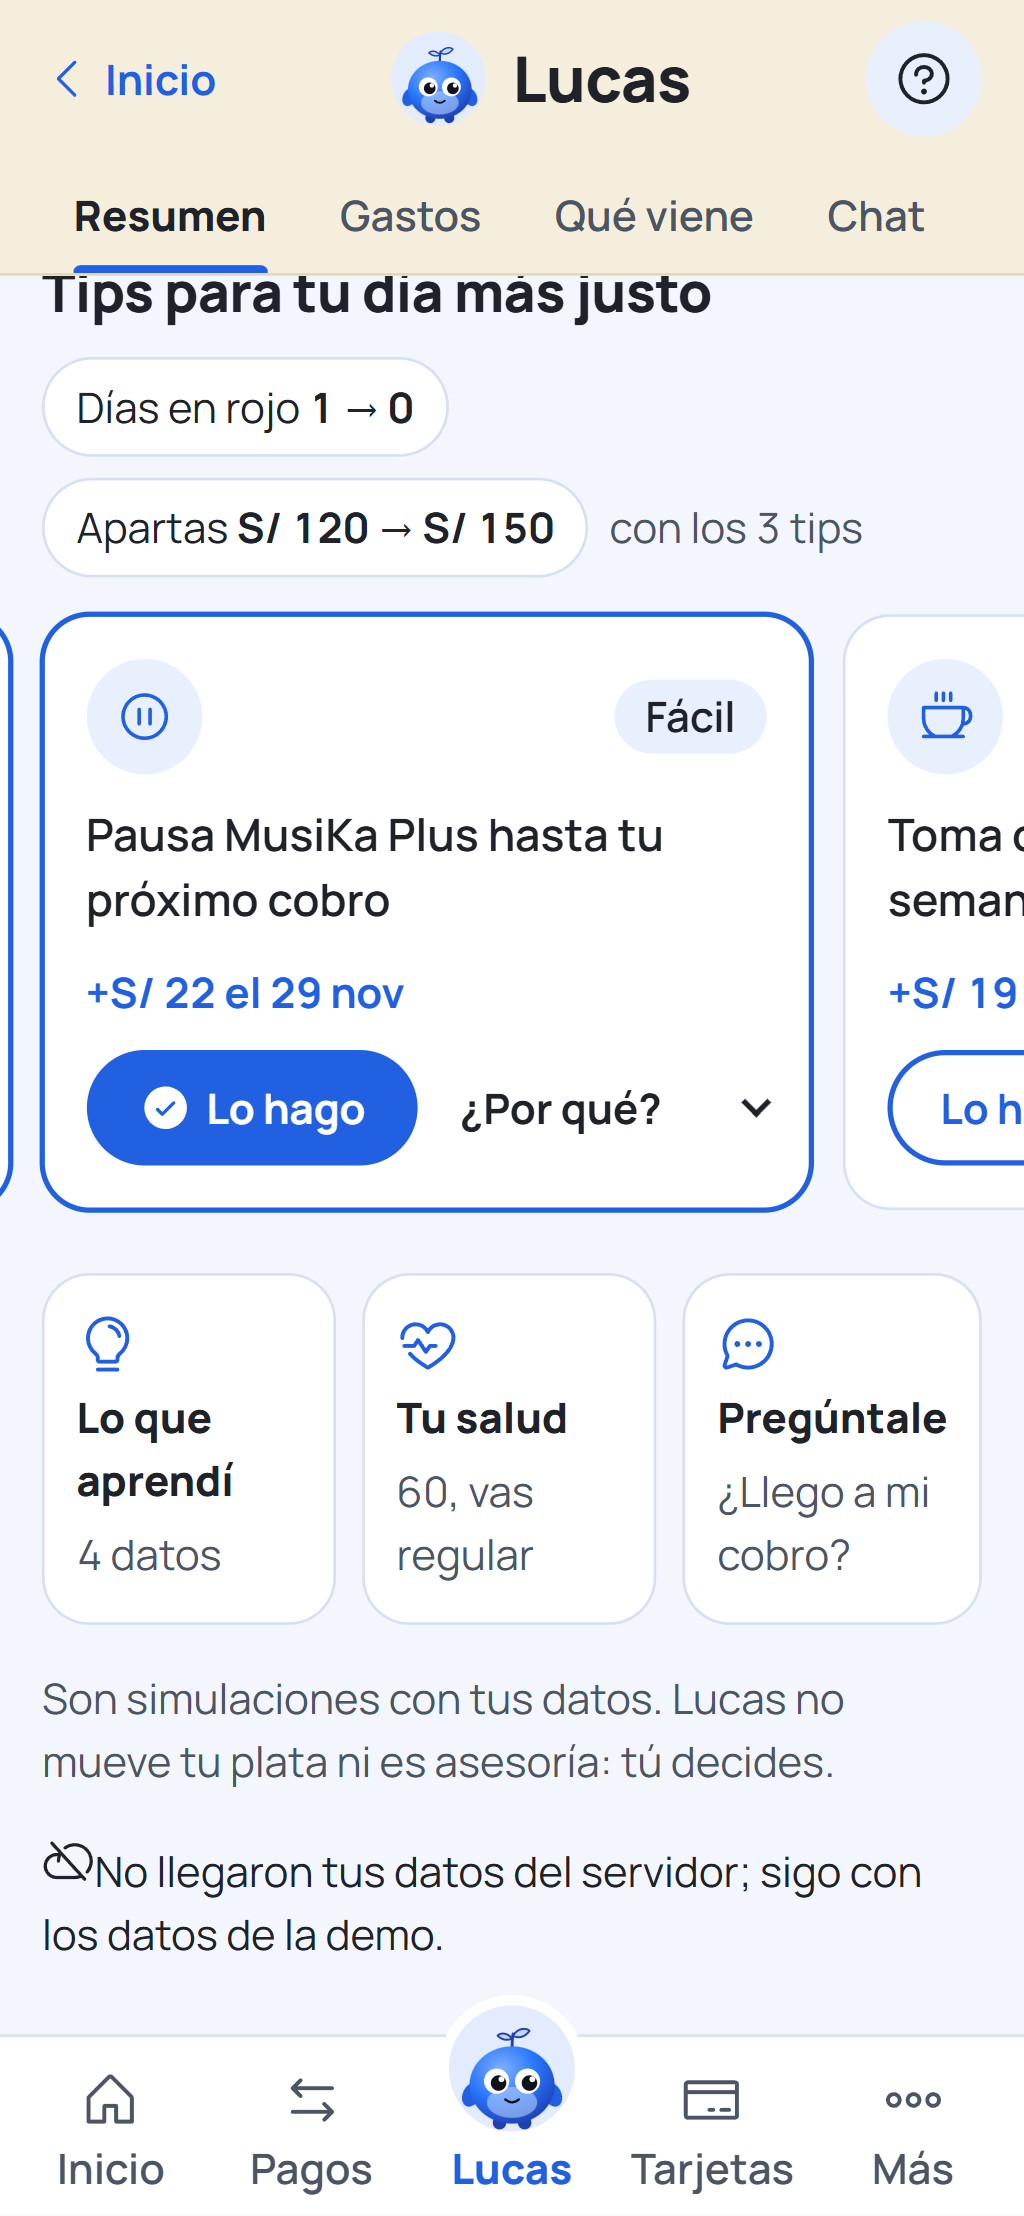 Inicio
Lucas
Resumen
Gastos
Qué viene
Chat
Tips para tu día más justo
Días en rojo 1 → 0
Apartas S/ 120 → S/ 150 con los 3 tips
Fácil
Pausa MusiKa Plus hasta tu
próximo cobro
+S/ 22 el 29 nov
Lo hago
¿Por qué?
Toma
+S/ 19
Lo que
aprendí
4 datos
Tu salud
60, vas
regular
Pregúntale
¿Llego a mi
cobro?
Son simulaciones con tus datos. Lucas no
mueve tu plata ni es asesoría: tú decides.
No llegaron tus datos del servidor; sigo con
los datos de la demo.
Inicio
Pagos
Lucas
Tarjetas
Más